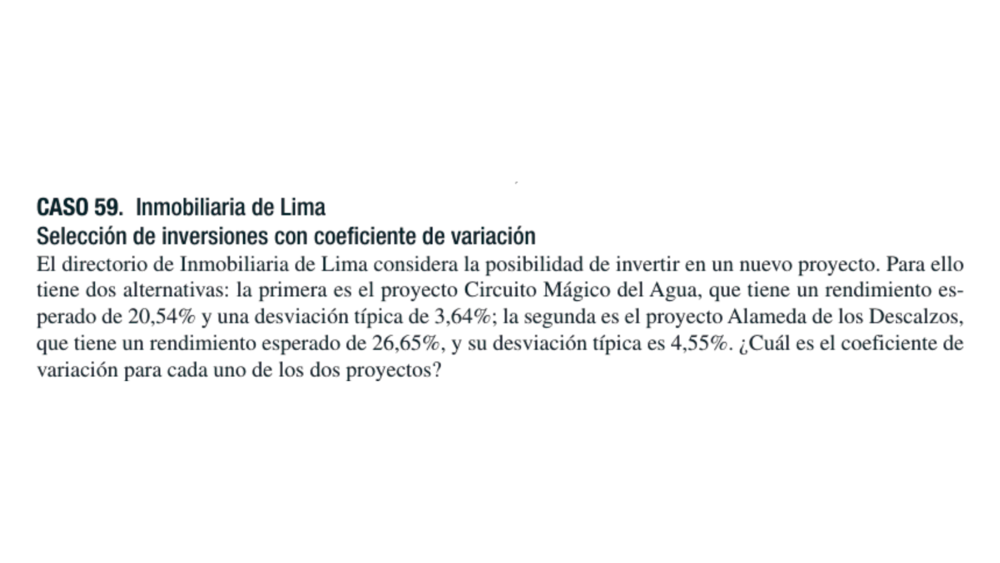 CASO 59. Inmobiliaria de Lima
Selección de inversiones con coeficiente de variación
El directorio de Inmobiliaria de Lima considera la posibilidad de invertir en un nuevo proyecto. Para ello
tiene dos alternativas: la primera es el proyecto Circuito Mágico del Agua, que tiene un rendimiento es-
perado de 20,54% y una desviación típica de 3,64%; la segunda es el proyecto Alameda de los Descalzos,
que tiene un rendimiento esperado de 26,65%, y su desviación típica es 4,55%. ¿Cuál es el coeficiente de
variación para cada uno de los dos proyectos?